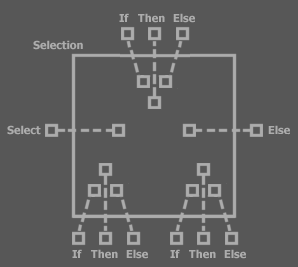 If Then Else
Selection
Select Else
If Then Else If Then Else